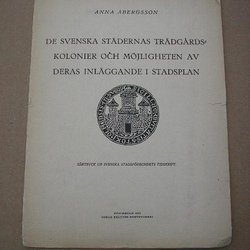 ANNA ÅBERGSSON
DE SVENSKA STÄDERNAS TRÄDGÅRDS-
KOLONIER OCH MÖJLIGHETEN AV
DERAS INLÄGGANDE I STADSPLAN
SÄRTRYCK UR SVENSKA STADSFÖRBUNDETS TIDSKRIFT.
STOCKHOLM